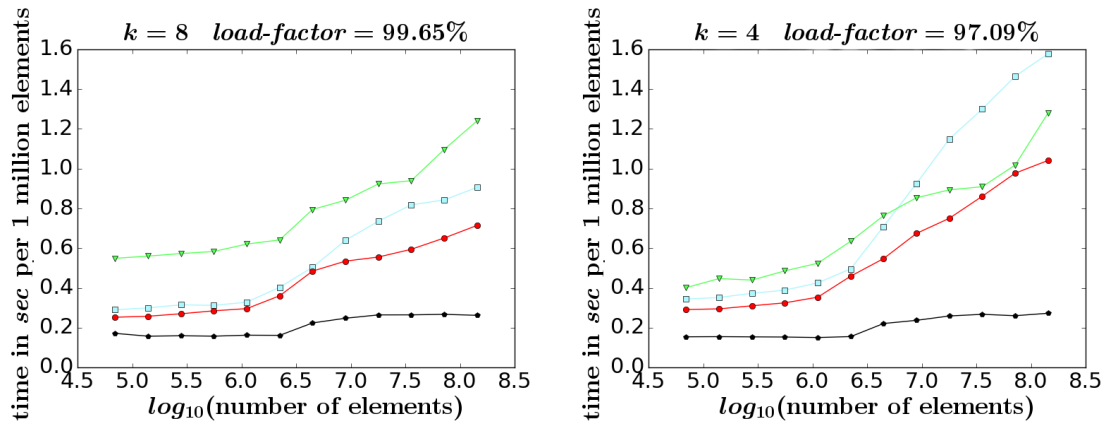 k = 8 load-factor = 99.65%
time in sec per 1 million elements
1.6
1.4
1.2
1.0
0.8
0.6
0.4
0.2
0.0
4.5 5.0 5.5 6.0 6.5 7.0 7.5 8.0 8.5
log₁₀(number of elements)
k = 4 load-factor = 97.09%
time in sec per 1 million elements
1.6
1.4
1.2
1.0
0.8
0.6
0.4
0.2
0.0
4.5 5.0 5.5 6.0 6.5 7.0 7.5 8.0 8.5
log₁₀(number of elements)